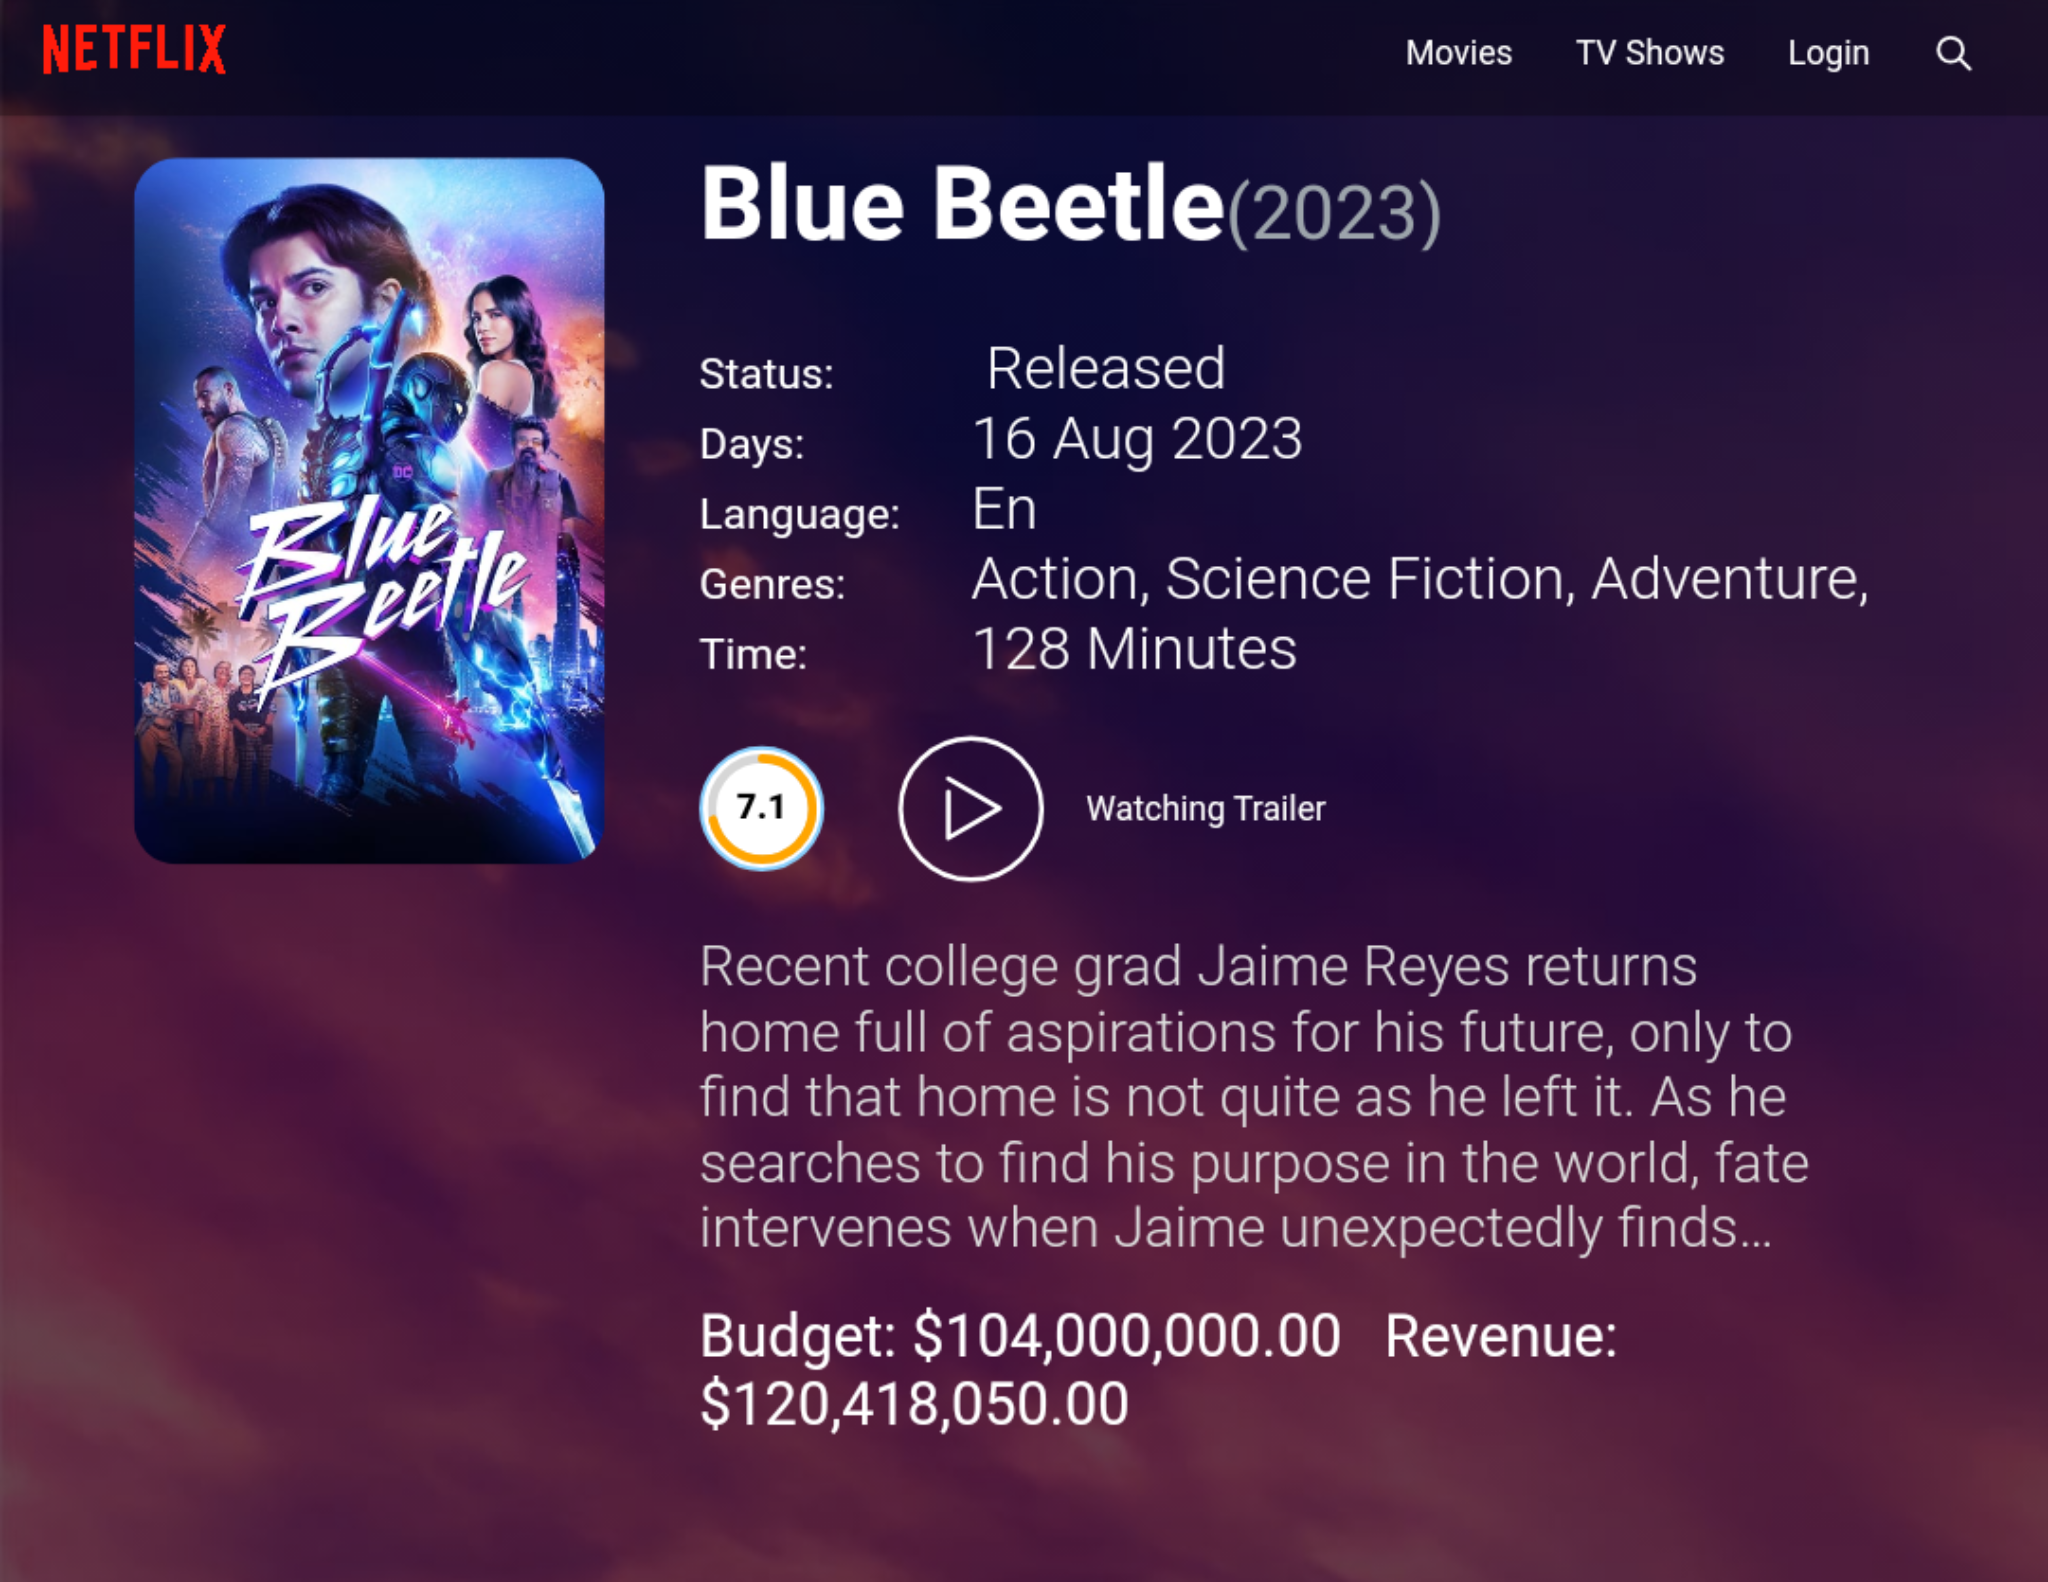 NETFLIX
Movies TV Shows Login
Blue Beetle(2023)
DC
Blue
Beetle
Status: Released
Days: 16 Aug 2023
Language: En
Genres: Action, Science Fiction, Adventure,
Time: 128 Minutes
7.1 Watching Trailer
Recent college grad Jaime Reyes returns
home full of aspirations for his future, only to
find that home is not quite as he left it. As he
searches to find his purpose in the world, fate
intervenes when Jaime unexpectedly finds...
Budget: $104,000,000.00 Revenue:
$120,418,050.00